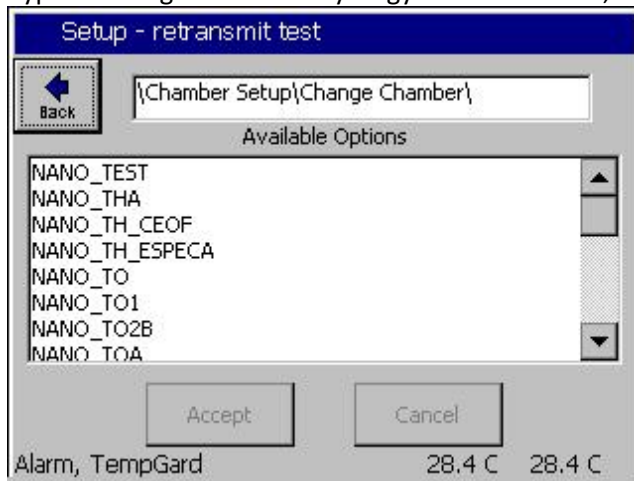 Setup - retransmit test
Back
\Chamber Setup\Change Chamber\
Available Options
NANO_TEST
NANO_THA
NANO_TH_CEOF
NANO_TH_ESPECA
NANO_TO
NANO_TO1
NANO_TO2B
NANO_TOA
Accept Cancel
Alarm, TempGard 28.4 C 28.4 C